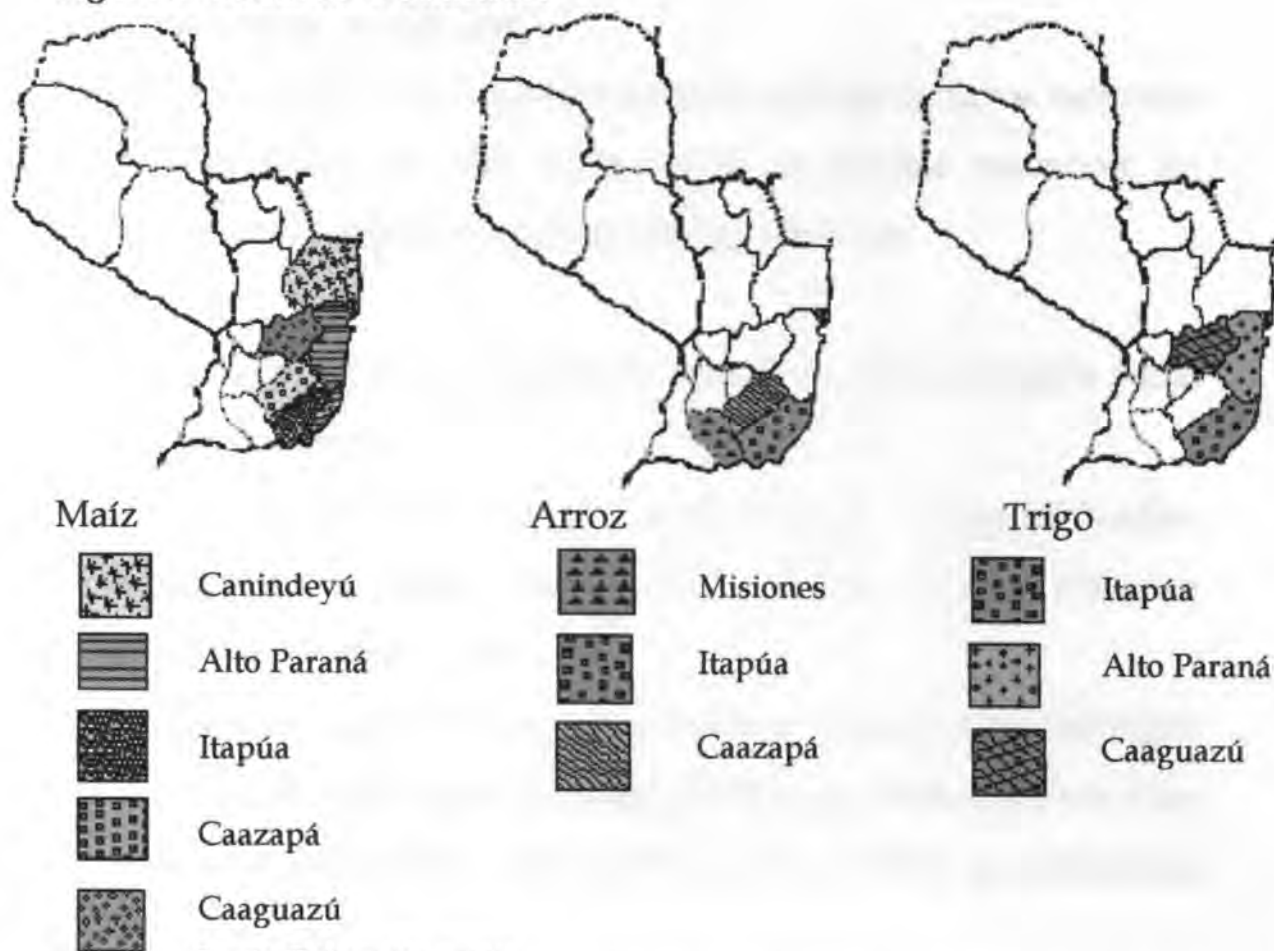 Maíz
Canindeyú
Alto Paraná
Itapúa
Caazapá
Caaguazú
Arroz
Misiones
Itapúa
Caazapá
Trigo
Itapúa
Alto Paraná
Caaguazú